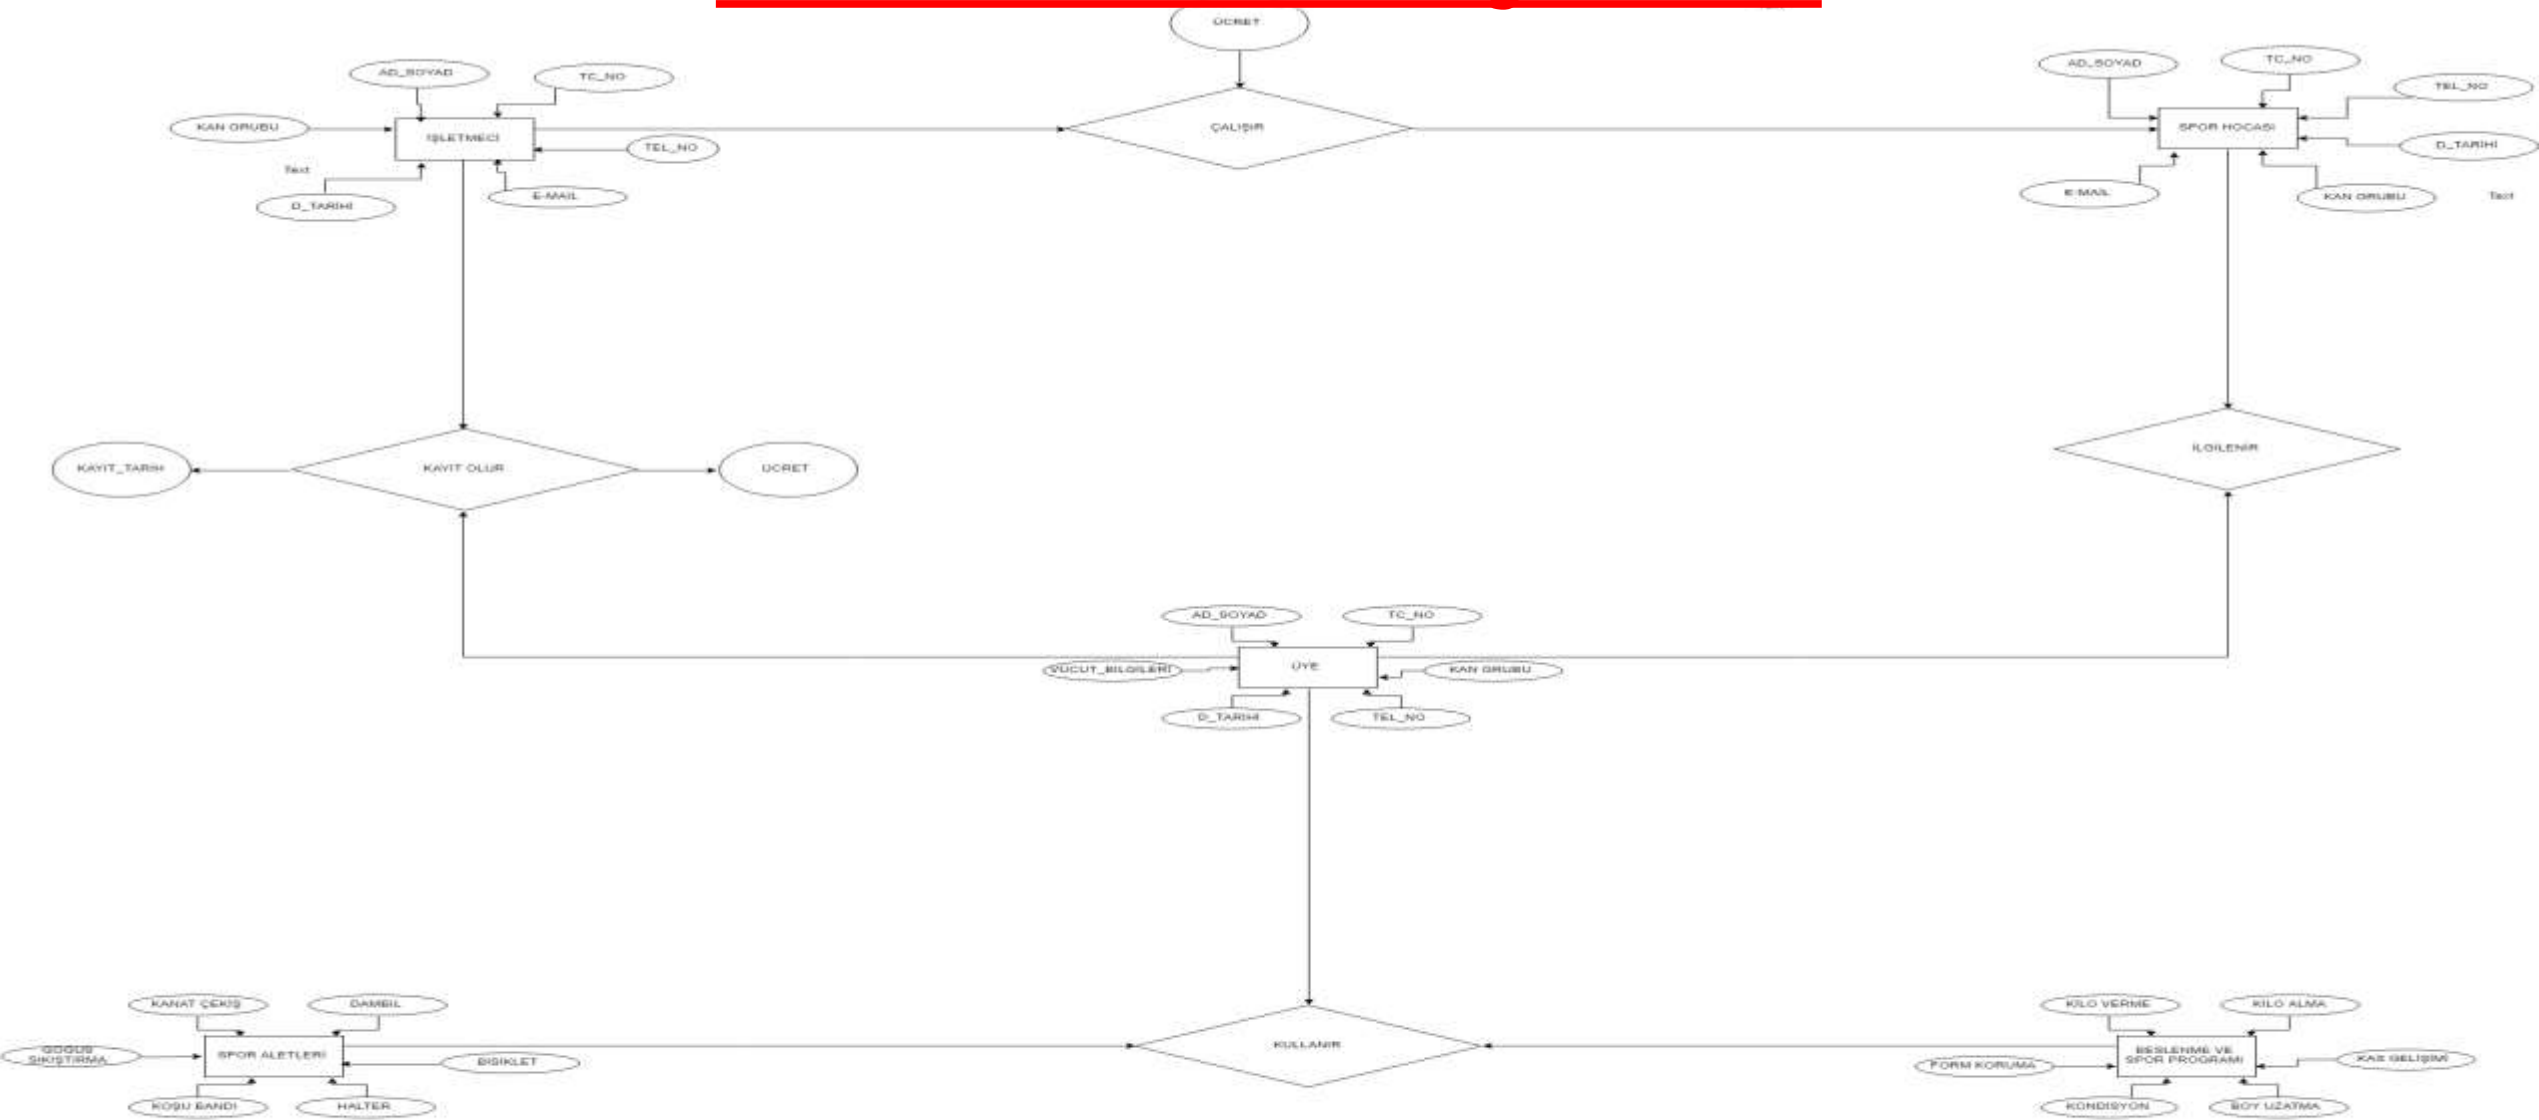 ÜCRET
AD_SOYAD
TC_NO
KAN GRUBU
İŞLETMECİ
TEL_NO
Text
D_TARİHİ
E-MAİL
ÇALIŞIR
AD_SOYAD
TC_NO
TEL_NO
SPOR HOCASI
D_TARİHİ
E-MAİL
KAN GRUBU
Text
KAYIT_TARİHİ
KAYIT OLUR
ÜCRET
İLGİLENİR
AD_SOYAD
TC_NO
VÜCUT_BİLGİLERİ
ÜYE
KAN GRUBU
D_TARİHİ
TEL_NO
KANAT ÇEKİŞ
DAMBIL
GÖĞÜS
SIKIŞTIRMA
SPOR ALETLERİ
BİSİKLET
KOŞU BANDI
HALTER
KULLANIR
KİLO VERME
KİLO ALMA
BESLENME VE
SPOR PROGRAMI
FORM KORUMA
KAS GELİŞİMİ
KONDİSYON
BOY UZATMA